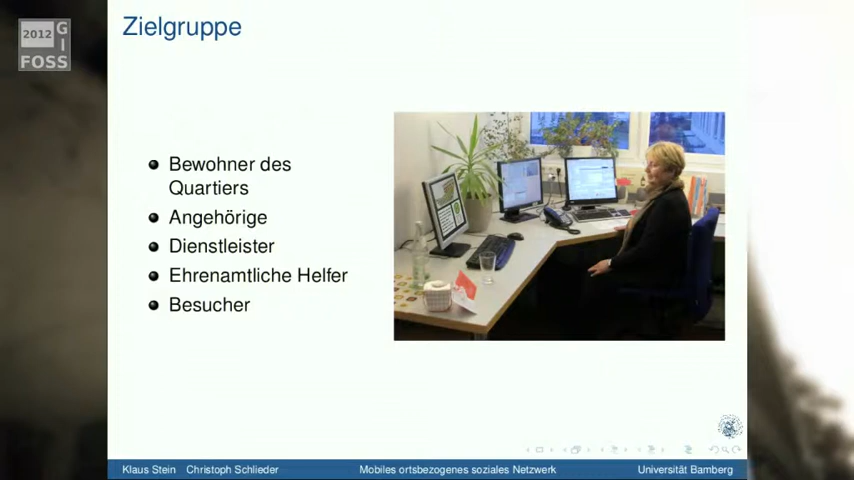 2012 G
I
FOSS
Zielgruppe
Bewohner des
Quartiers
Angehörige
Dienstleister
Ehrenamtliche Helfer
Besucher
Klaus Stein Christoph Schlieder Mobiles ortsbezogenes soziales Netzwerk Universität Bamberg